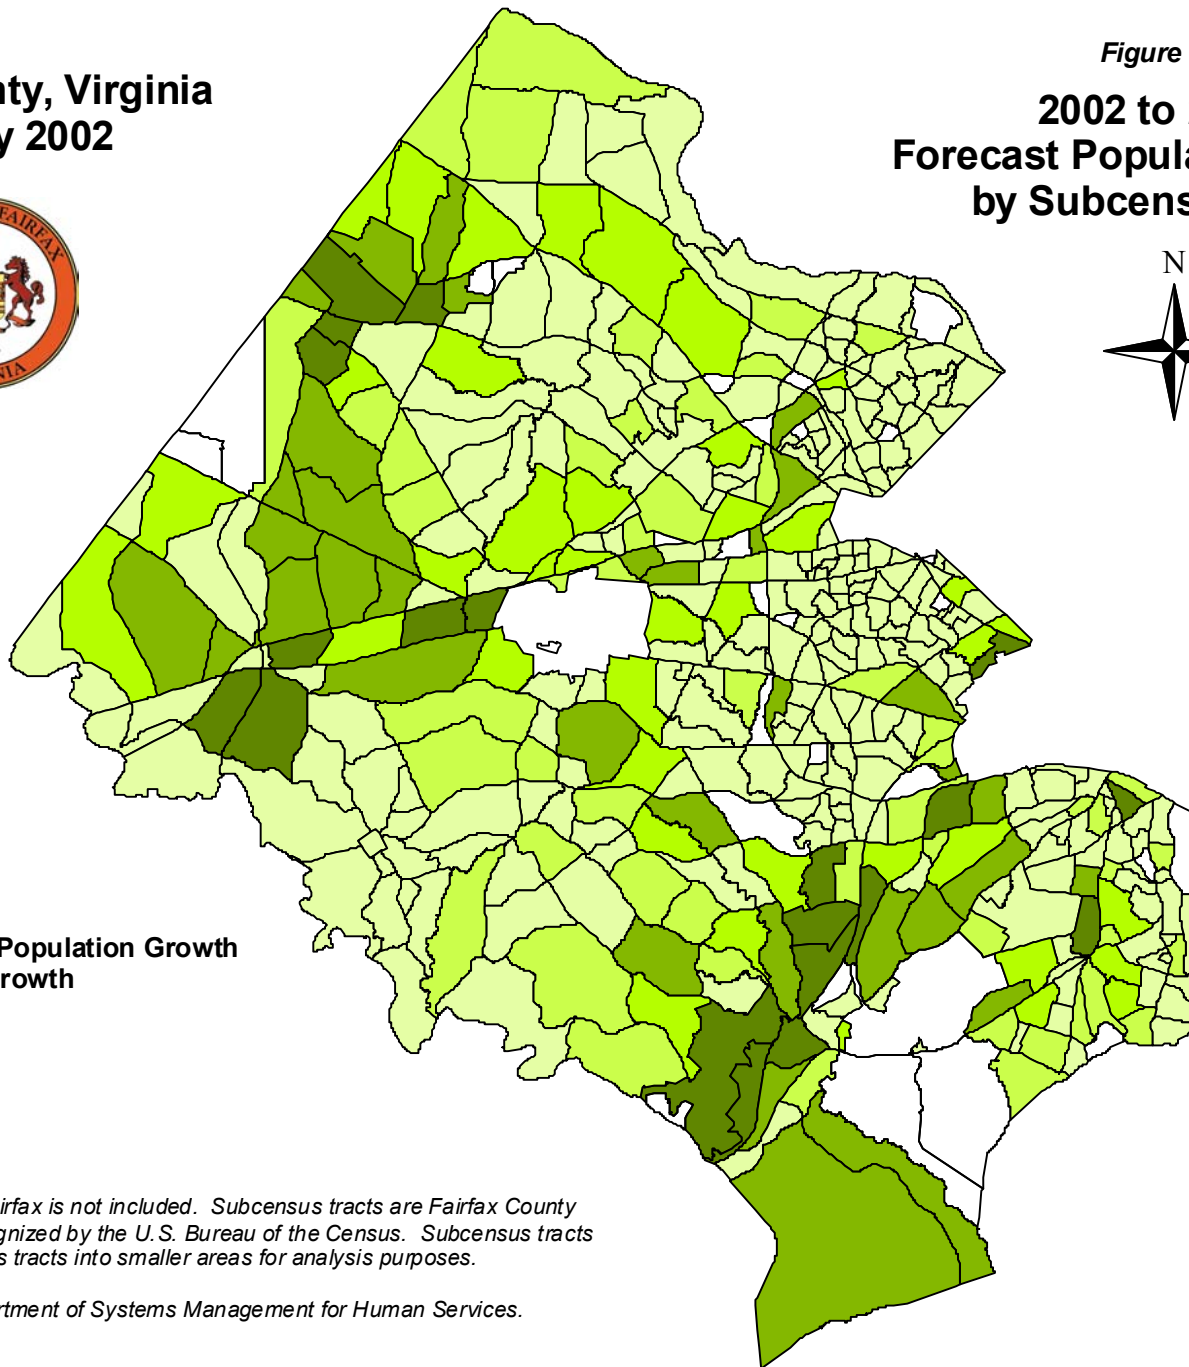 nty, Virginia
y 2002
FAIRFAX
NIA
Figure
2002 to
Forecast Popula
by Subcens
N
Population Growth
rowth
irfax is not included. Subcensus tracts are Fairfax County
gnized by the U.S. Bureau of the Census. Subcensus tracts
s tracts into smaller areas for analysis purposes.
rtment of Systems Management for Human Services.